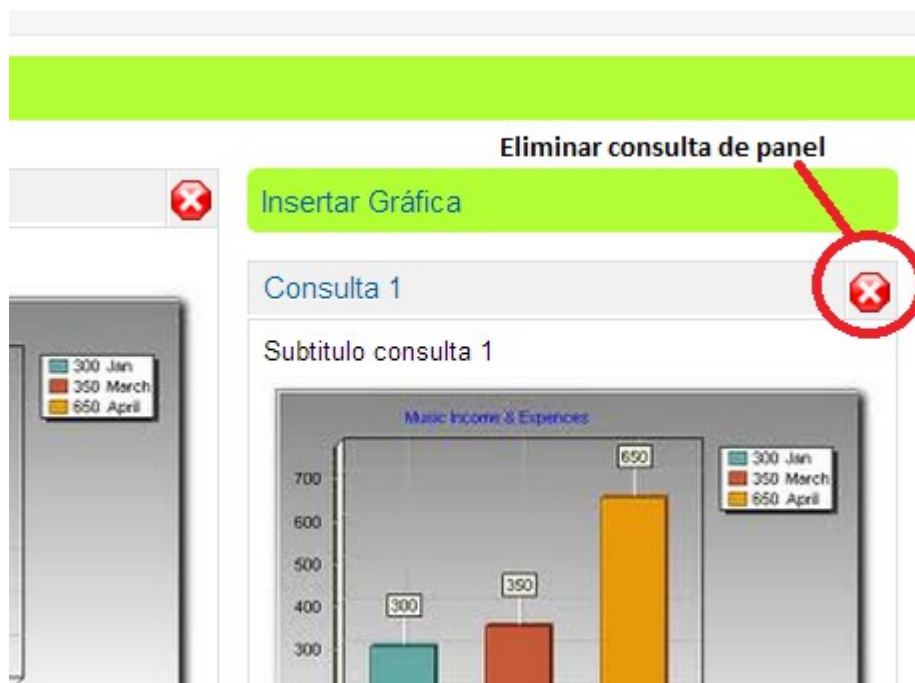 Eliminar consulta de panel
Insertar Gráfica
Consulta 1
Subtitulo consulta 1
300 Jan
350 March
650 April
Music Income & Expences
700
600
500
400
300
300
350
650
300 Jan
350 March
650 April